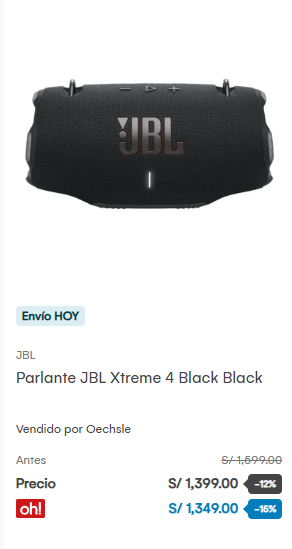 JBL
Envío HOY
JBL
Parlante JBL Xtreme 4 Black Black
Vendido por Oechsle
Antes S/ 1,599.00
Precio S/ 1,399.00 -12%
oh! S/ 1,349.00 -15%